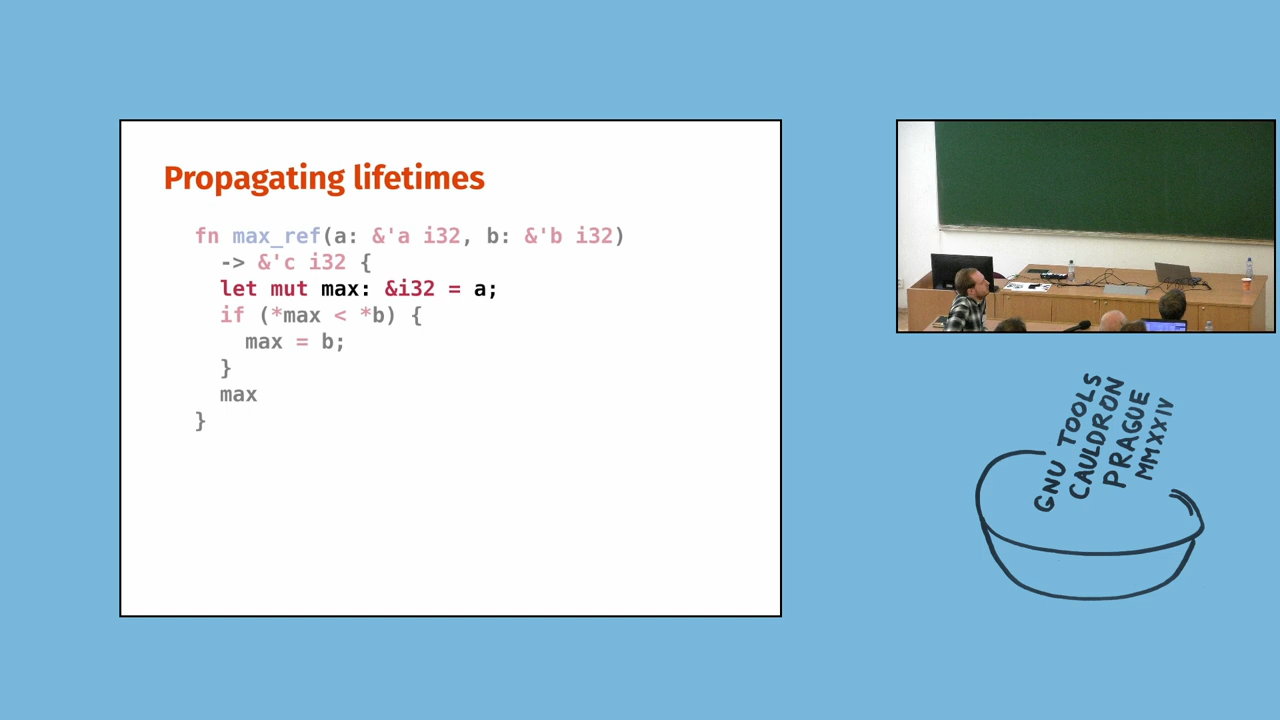 Propagating lifetimes
fn max_ref(a: &'a i32, b: &'b i32)
  -> &'c i32 {
  let mut max: &i32 = a;
  if (*max < *b) {
    max = b;
  }
  max
}
GNU TOOLS
CAULDRON
PRAGUE
MMXXIV